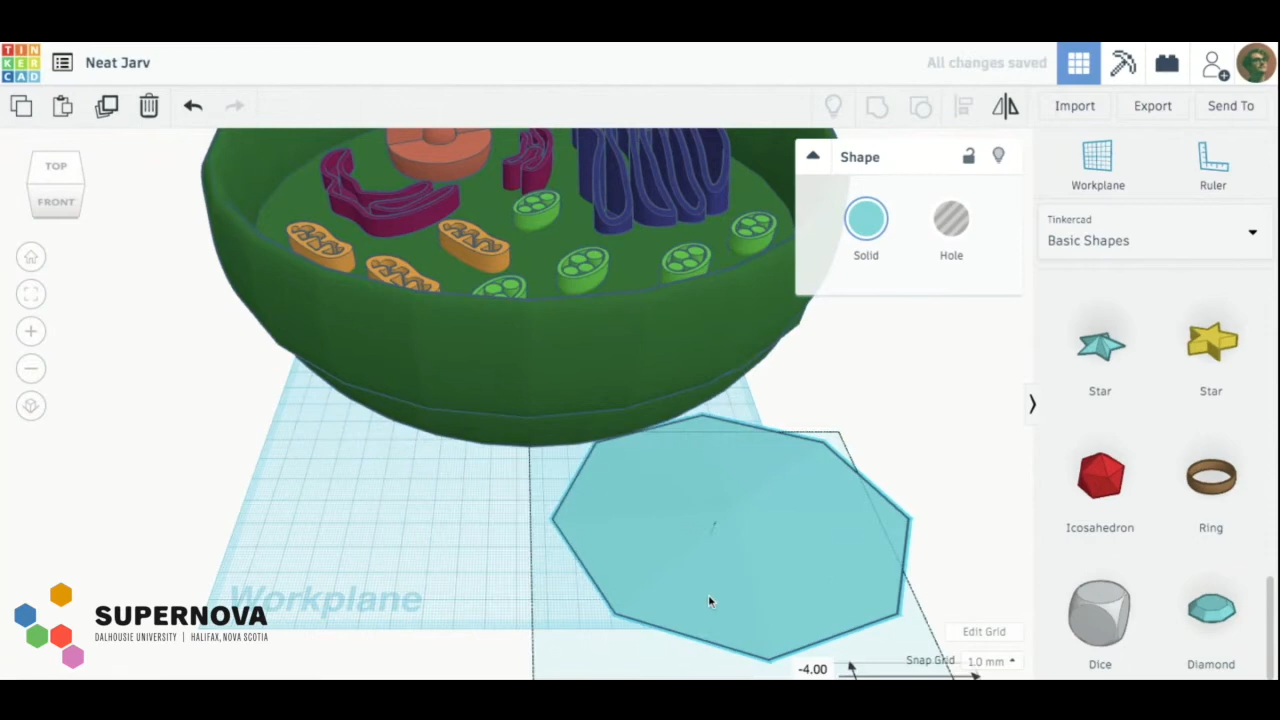 TIN
KER
CAD
Neat Jarv
All changes saved
Import
Export
Send To
TOP
FRONT
Shape
Solid
Hole
Workplane
Ruler
Tinkercad
Basic Shapes
Star
Star
Icosahedron
Ring
Dice
Diamond
Workplane
Edit Grid
Snap Grid 1.0 mm
-4.00
SUPERNOVA
DALHOUSIE UNIVERSITY | HALIFAX, NOVA SCOTIA